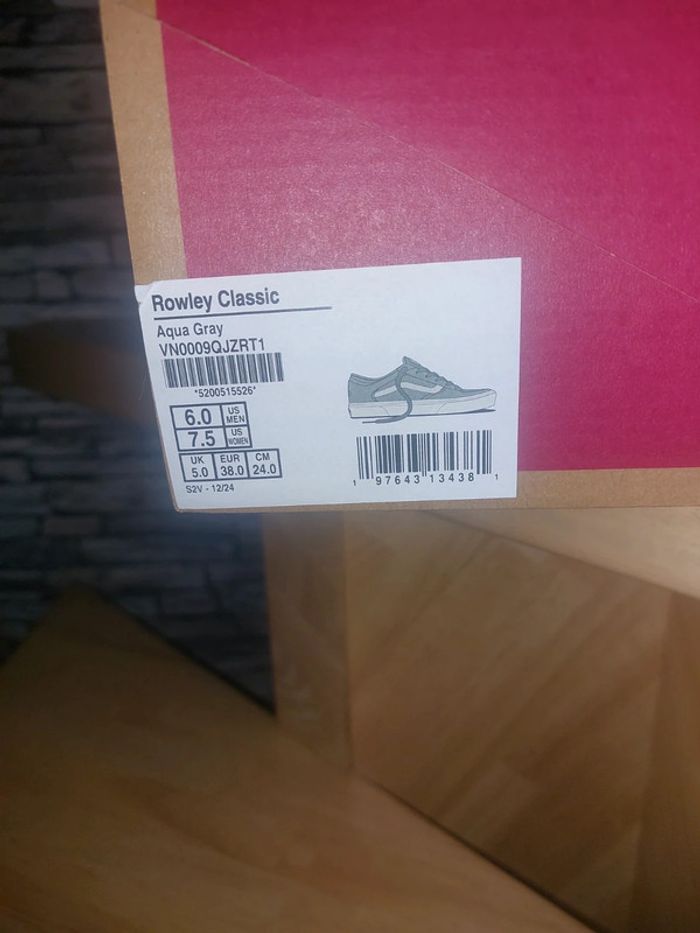 Rowley Classic
Aqua Gray
VN0009QJZRT1
*5200515526*
6.0 US MEN
7.5 US WOMEN
UK EUR CM
5.0 38.0 24.0
S2V - 12/24
1 97643 13438 1